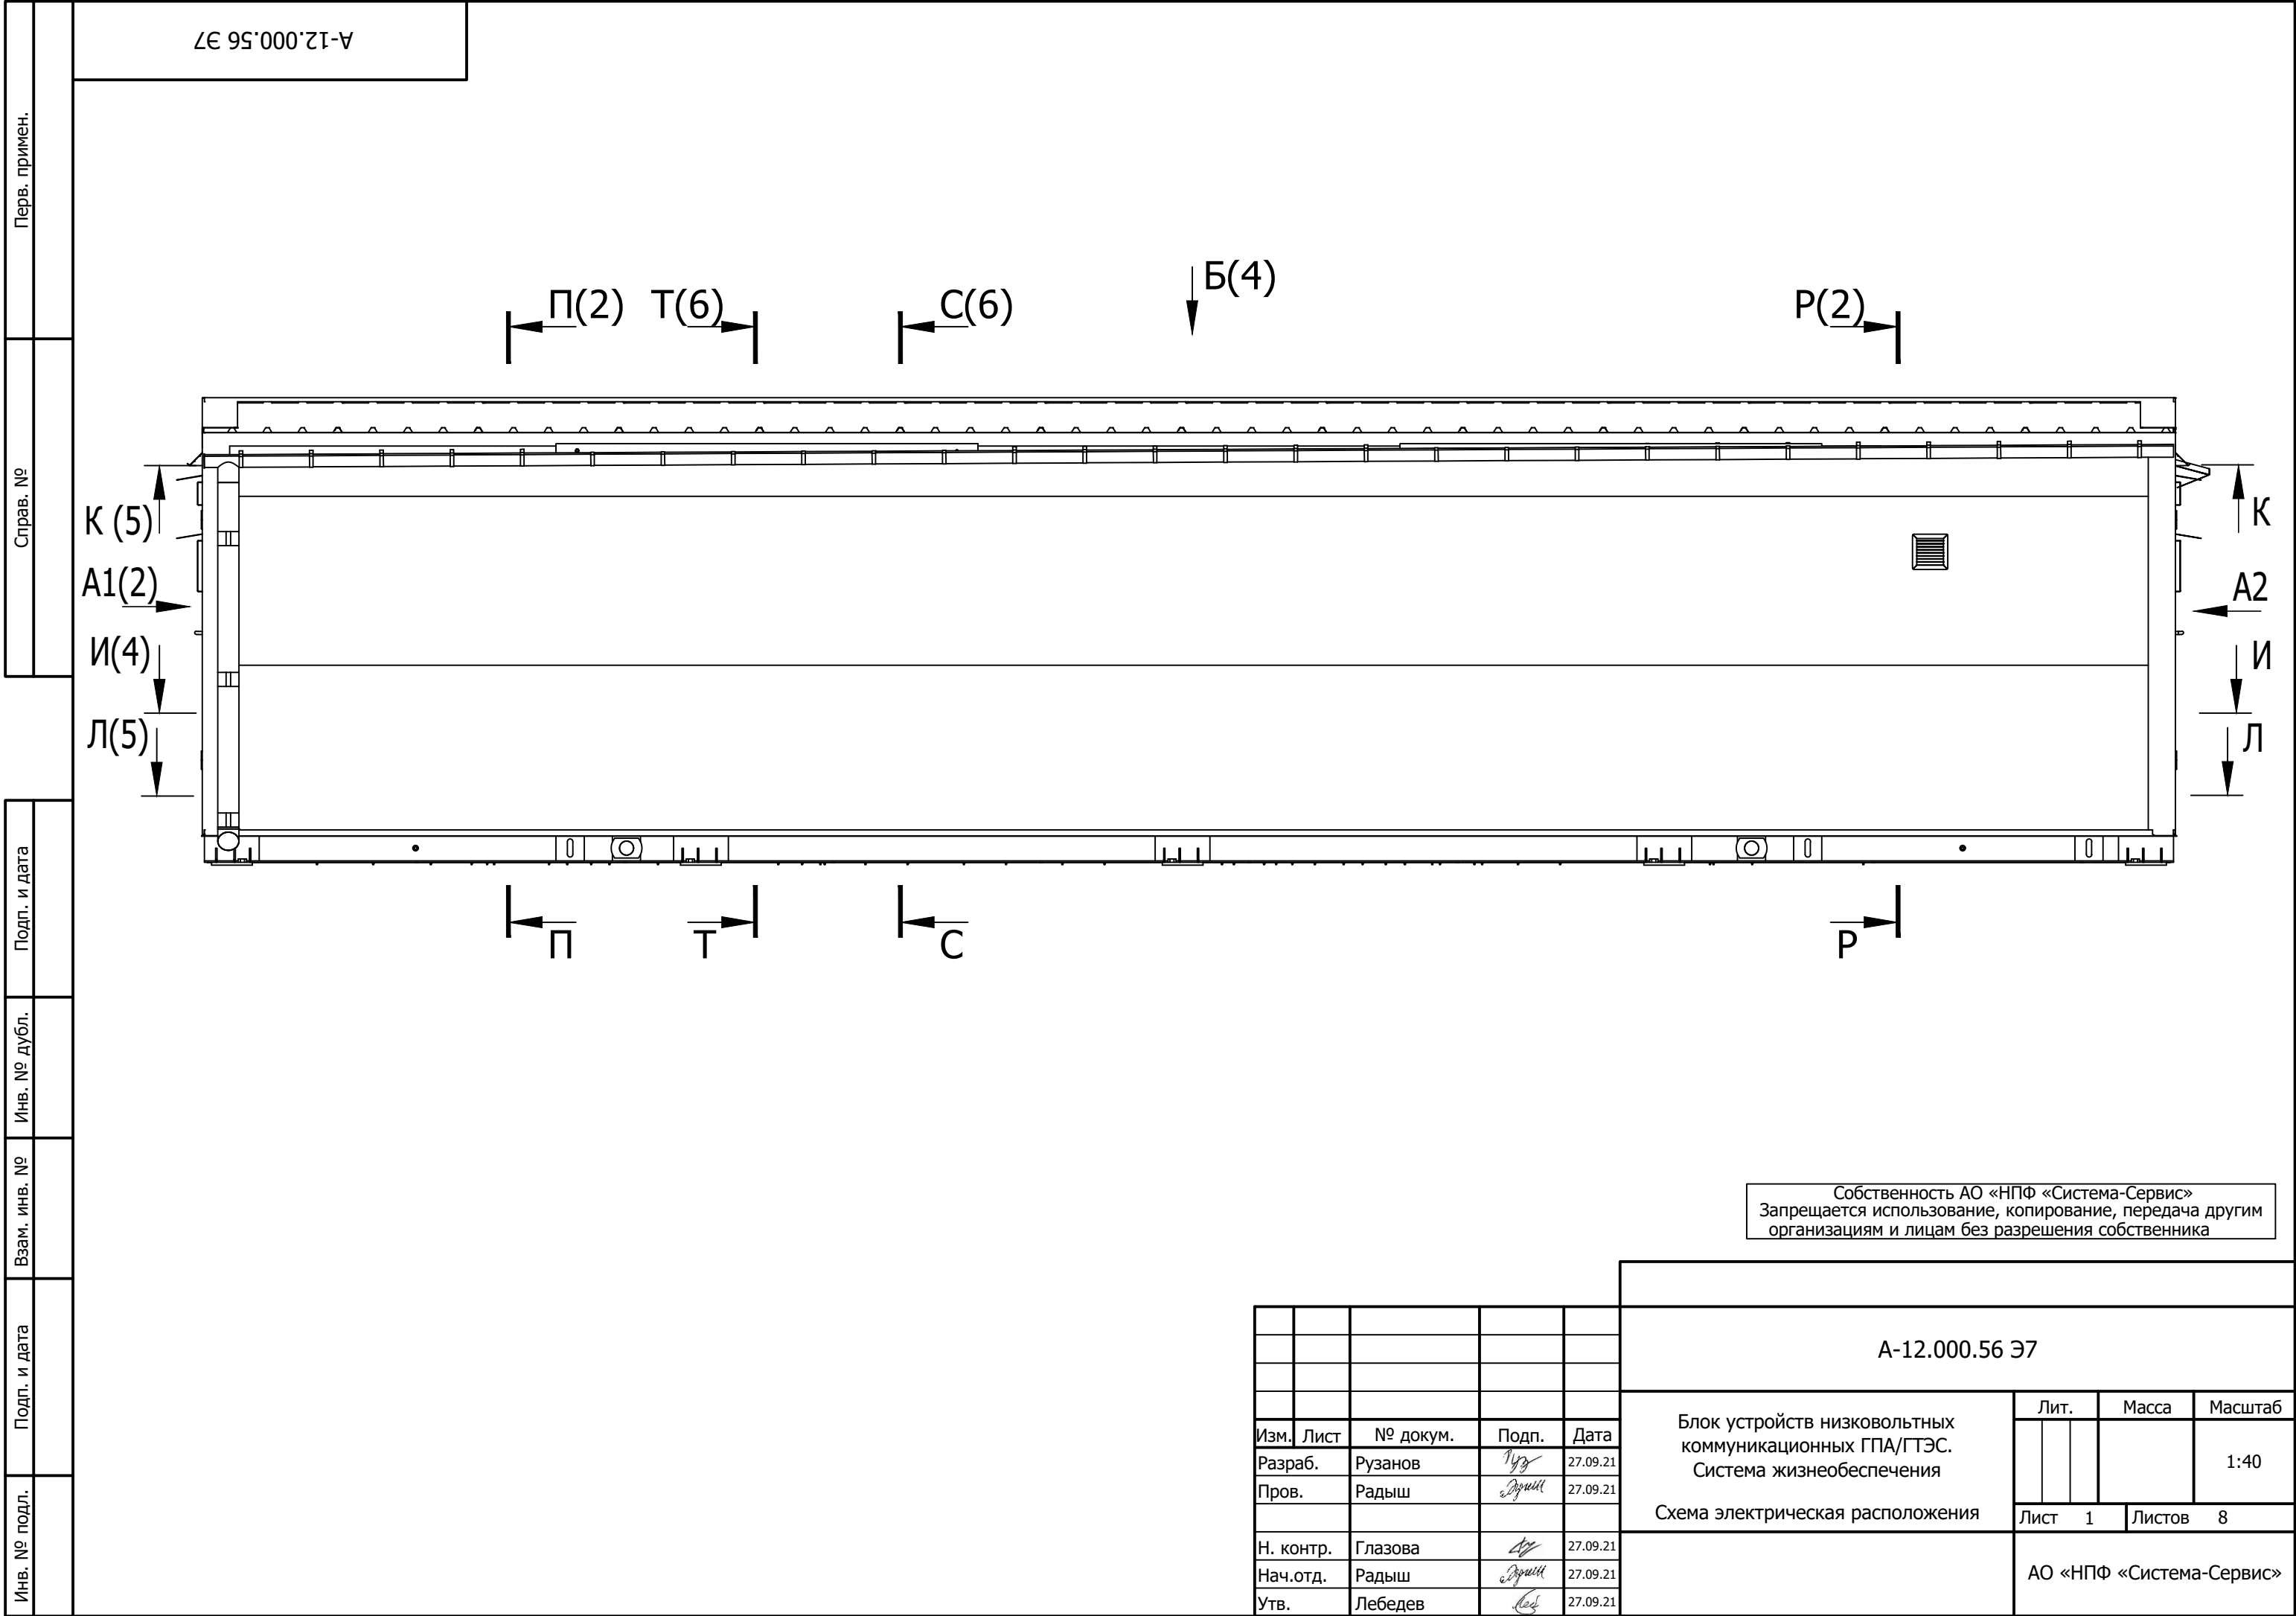 А-12.000.56 Э7
Перв. примен.
Справ. №
Подп. и дата
Инв. № дубл.
Взам. инв. №
Подп. и дата
Инв. № подл.
Б(4)
П(2) Т(6) С(6) Р(2)
К (5) К
А1(2) А2
И(4) И
Л(5) Л
П Т С Р
Собственность АО «НПФ «Система-Сервис»
Запрещается использование, копирование, передача другим
организациям и лицам без разрешения собственника
А-12.000.56 Э7
Изм. Лист № докум. Подп. Дата
Разраб. Рузанов 27.09.21
Пров. Радыш 27.09.21
Н. контр. Глазова 27.09.21
Нач.отд. Радыш 27.09.21
Утв. Лебедев 27.09.21
Блок устройств низковольтных
коммуникационных ГПА/ГТЭС.
Система жизнеобеспечения
Схема электрическая расположения
Лит. Масса Масштаб
1:40
Лист 1 Листов 8
АО «НПФ «Система-Сервис»